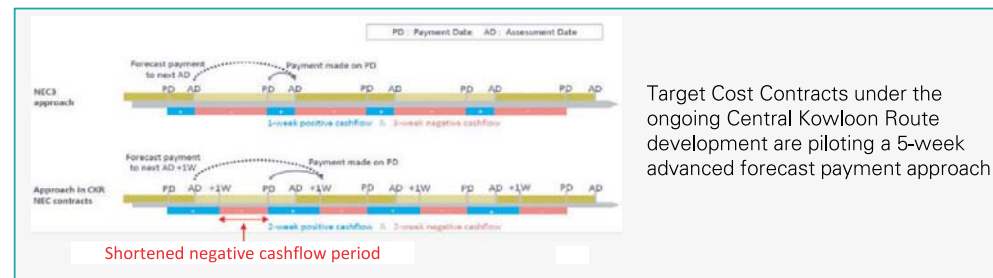 PD : Payment Date AD : Assessment Date
Forecast payment
to next AD
Payment made on PD
NEC3
approach
PD AD PD AD PD AD PD AD PD AD
1-week positive cashflow & 3-week negative cashflow
Forecast payment
to next AD +1W
Payment made on PD
Approach in CKR
NEC contracts
PD AD +1W PD AD +1W PD AD +1W PD AD +1W PD AD
2-week positive cashflow & 2-week negative cashflow
Shortened negative cashflow period
Target Cost Contracts under the
ongoing Central Kowloon Route
development are piloting a 5-week
advanced forecast payment approach